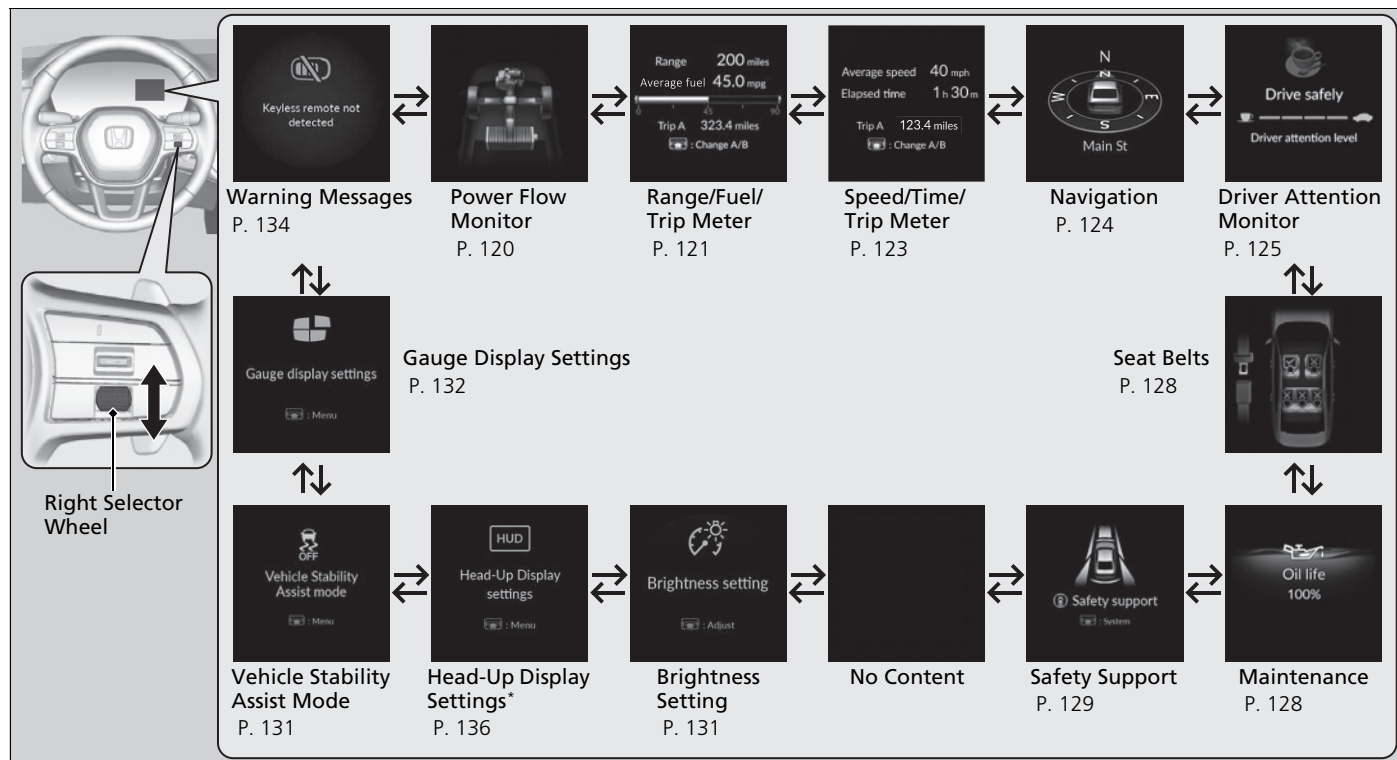 Keyless remote not
detected
Warning Messages
P. 134
Power Flow
Monitor
P. 120
Range 200 miles
Average fuel 45.0 mpg
0 45 90
Trip A 323.4 miles
: Change A/B
Range/Fuel/
Trip Meter
P. 121
Average speed 40 mph
Elapsed time 1 h 30 m
Trip A 123.4 miles
: Change A/B
Speed/Time/
Trip Meter
P. 123
N
N
W E
S
Main St
Navigation
P. 124
Drive safely
Driver attention level
Driver Attention
Monitor
P. 125
Gauge display settings
: Menu
Gauge Display Settings
P. 132
Seat Belts
P. 128
Right Selector
Wheel
OFF
Vehicle Stability
Assist mode
: Menu
Vehicle Stability
Assist Mode
P. 131
HUD
Head-Up Display
settings
: Menu
Head-Up Display
Settings*
P. 136
Brightness setting
: Adjust
Brightness
Setting
P. 131
No Content
Safety support
: System
Safety Support
P. 129
Oil life
100%
Maintenance
P. 128